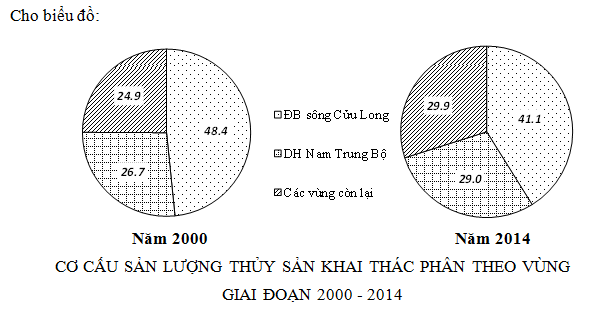 Cho biểu đồ:
24.9
48.4
26.7
ĐB sông Cửu Long
DH Nam Trung Bộ
Các vùng còn lại
29.9
41.1
29.0
Năm 2000
Năm 2014
CƠ CẤU SẢN LƯỢNG THỦY SẢN KHAI THÁC PHÂN THEO VÙNG
GIAI ĐOẠN 2000 - 2014